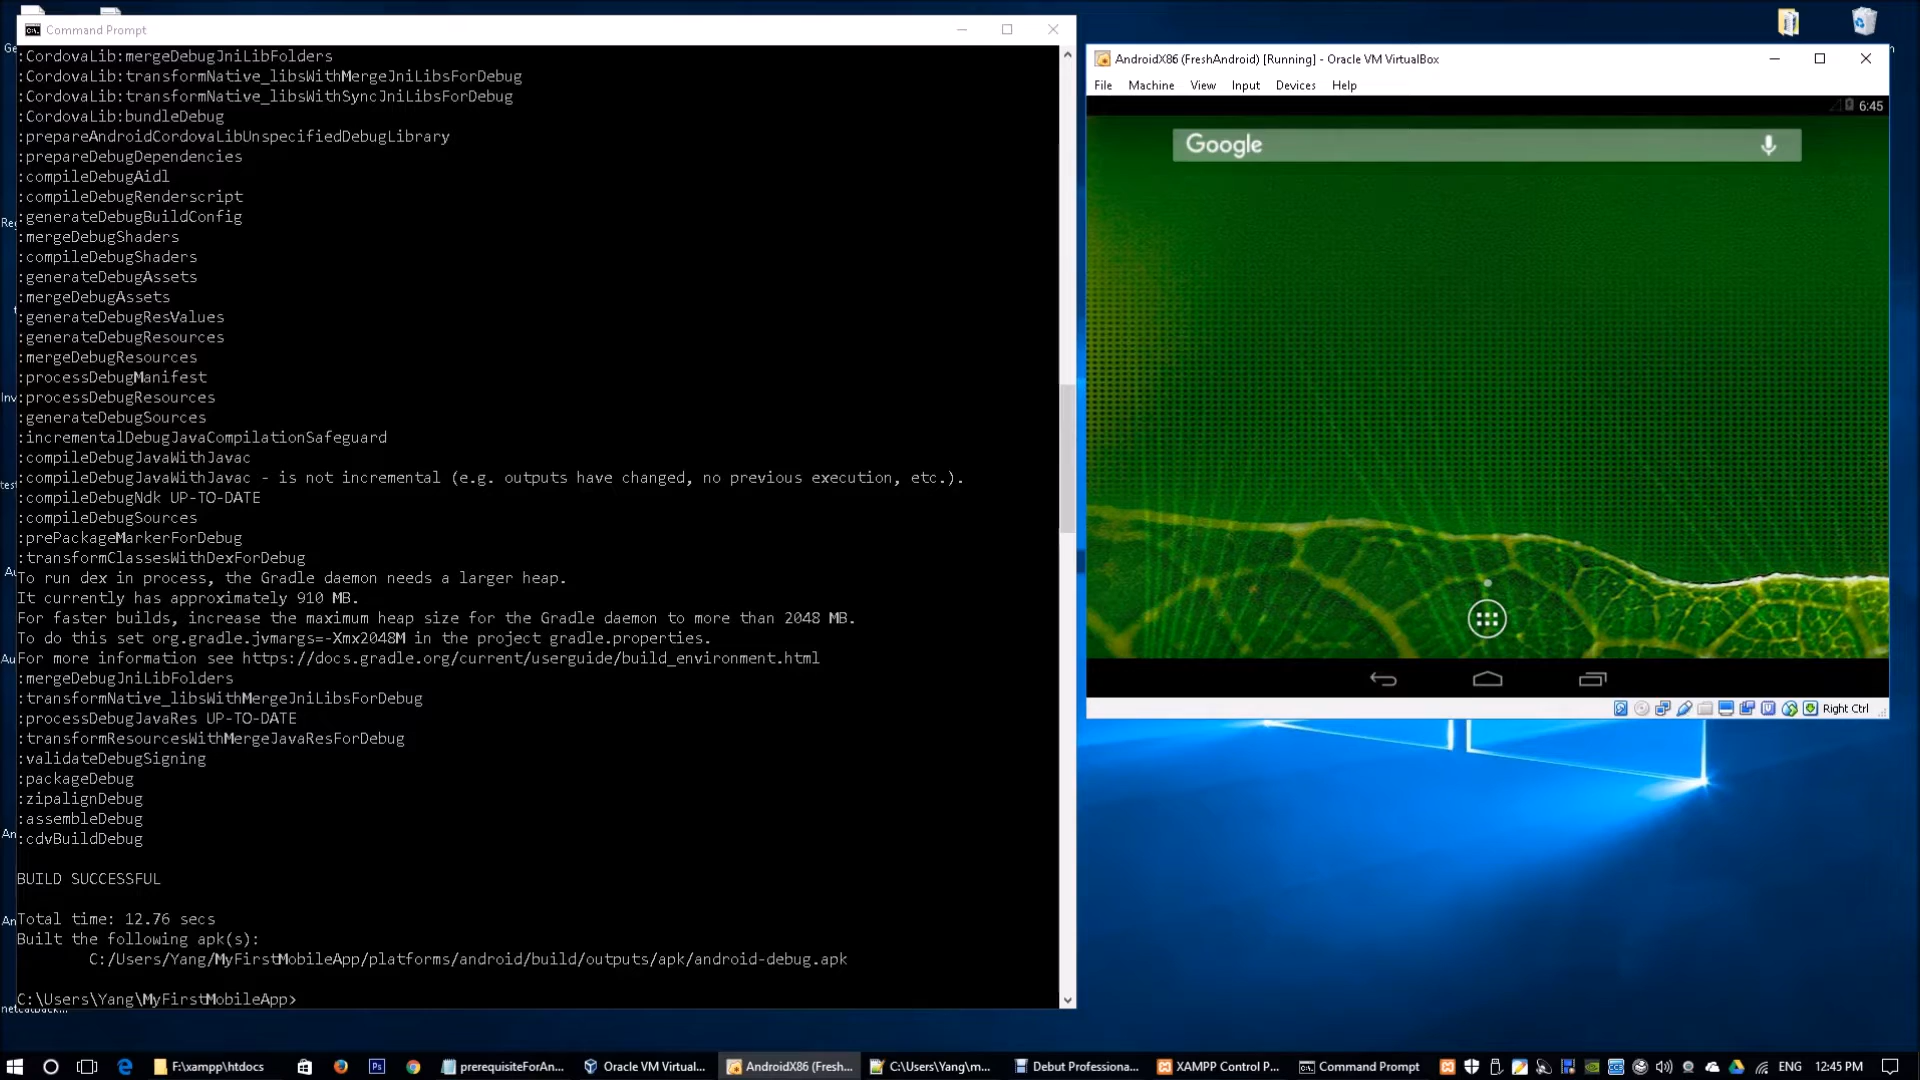 Command Prompt
:CordovaLib:mergeDebugJniLibFolders
:CordovaLib:transformNative_libsWithMergeJniLibsForDebug
:CordovaLib:transformNative_libsWithSyncJniLibsForDebug
:CordovaLib:bundleDebug
:prepareAndroidCordovaLibUnspecifiedDebugLibrary
:prepareDebugDependencies
:compileDebugAidl
:compileDebugRenderscript
:generateDebugBuildConfig
:mergeDebugShaders
:compileDebugShaders
:generateDebugAssets
:mergeDebugAssets
:generateDebugResValues
:generateDebugResources
:mergeDebugResources
:processDebugManifest
:processDebugResources
:generateDebugSources
:incrementalDebugJavaCompilationSafeguard
:compileDebugJavaWithJavac
:compileDebugJavaWithJavac - is not incremental (e.g. outputs have changed, no previous execution, etc.).
:compileDebugNdk UP-TO-DATE
:compileDebugSources
:prePackageMarkerForDebug
:transformClassesWithDexForDebug
To run dex in process, the Gradle daemon needs a larger heap.
It currently has approximately 910 MB.
For faster builds, increase the maximum heap size for the Gradle daemon to more than 2048 MB.
To do this set org.gradle.jvmargs=-Xmx2048M in the project gradle.properties.
For more information see https://docs.gradle.org/current/userguide/build_environment.html
:mergeDebugJniLibFolders
:transformNative_libsWithMergeJniLibsForDebug
:processDebugJavaRes UP-TO-DATE
:transformResourcesWithMergeJavaResForDebug
:validateDebugSigning
:packageDebug
:zipalignDebug
:assembleDebug
:cdvBuildDebug
BUILD SUCCESSFUL
Total time: 12.76 secs
Built the following apk(s):
C:/Users/Yang/MyFirstMobileApp/platforms/android/build/outputs/apk/android-debug.apk
C:\Users\Yang\MyFirstMobileApp>
AndroidX86 (FreshAndroid) [Running] - Oracle VM VirtualBox
File Machine View Input Devices Help
6:45
Google
Right Ctrl
F:\xampp\htdocs
Ps
prerequisiteForAn...
Oracle VM Virtual...
AndroidX86 (Fresh...
C:\Users\Yang\m...
Debut Professiona...
XAMPP Control P...
Command Prompt
ENG
12:45 PM